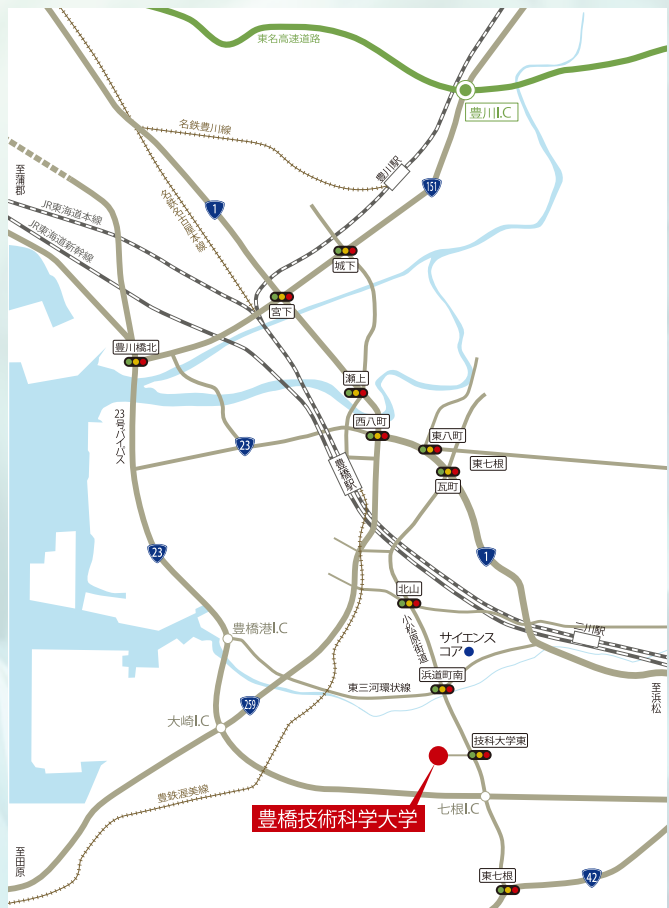 東名高速道路
豊川I.C
名鉄豊川線
豊川駅
151
至蒲郡
JR東海道本線
JR東海道新幹線
名鉄名古屋本線
1
城下
宮下
豊川橋北
瀬上
23号バイパス
23
西八町
東八町
東七根
瓦町
豊橋駅
23
1
北山
小松原街道
サイエンス
コア
二川駅
豊橋港I.C
浜道町南
東三河環状線
至浜松
259
大崎I.C
技科大学東
豊鉄渥美線
七根I.C
豊橋技術科学大学
至田原
東七根
42